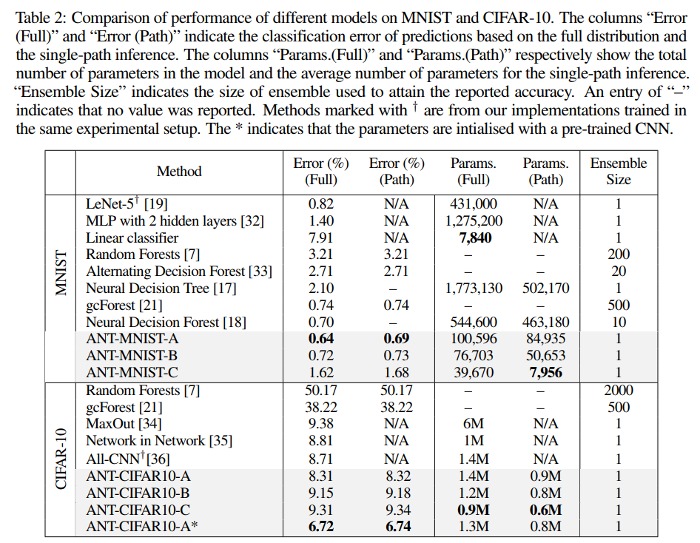 Table 2: Comparison of performance of different models on MNIST and CIFAR-10. The columns “Error
(Full)” and “Error (Path)” indicate the classification error of predictions based on the full distribution and
the single-path inference. The columns “Params.(Full)” and “Params.(Path)” respectively show the total
number of parameters in the model and the average number of parameters for the single-path inference.
“Ensemble Size” indicates the size of ensemble used to attain the reported accuracy. An entry of “–”
indicates that no value was reported. Methods marked with † are from our implementations trained in
the same experimental setup. The * indicates that the parameters are intialised with a pre-trained CNN.
Method Error (%) (Full) Error (%) (Path) Params. (Full) Params. (Path) Ensemble Size
MNIST
LeNet-5† [19] 0.82 N/A 431,000 N/A 1
MLP with 2 hidden layers [32] 1.40 N/A 1,275,200 N/A 1
Linear classifier 7.91 N/A 7,840 N/A 1
Random Forests [7] 3.21 3.21 – – 200
Alternating Decision Forest [33] 2.71 2.71 – – 20
Neural Decision Tree [17] 2.10 – 1,773,130 502,170 1
gcForest [21] 0.74 0.74 – – 500
Neural Decision Forest [18] 0.70 – 544,600 463,180 10
ANT-MNIST-A 0.64 0.69 100,596 84,935 1
ANT-MNIST-B 0.72 0.73 76,703 50,653 1
ANT-MNIST-C 1.62 1.68 39,670 7,956 1
CIFAR-10
Random Forests [7] 50.17 50.17 – – 2000
gcForest [21] 38.22 38.22 – – 500
MaxOut [34] 9.38 N/A 6M N/A 1
Network in Network [35] 8.81 N/A 1M N/A 1
All-CNN† [36] 8.71 N/A 1.4M N/A 1
ANT-CIFAR10-A 8.31 8.32 1.4M 0.9M 1
ANT-CIFAR10-B 9.15 9.18 1.2M 0.8M 1
ANT-CIFAR10-C 9.31 9.34 0.9M 0.6M 1
ANT-CIFAR10-A* 6.72 6.74 1.3M 0.8M 1